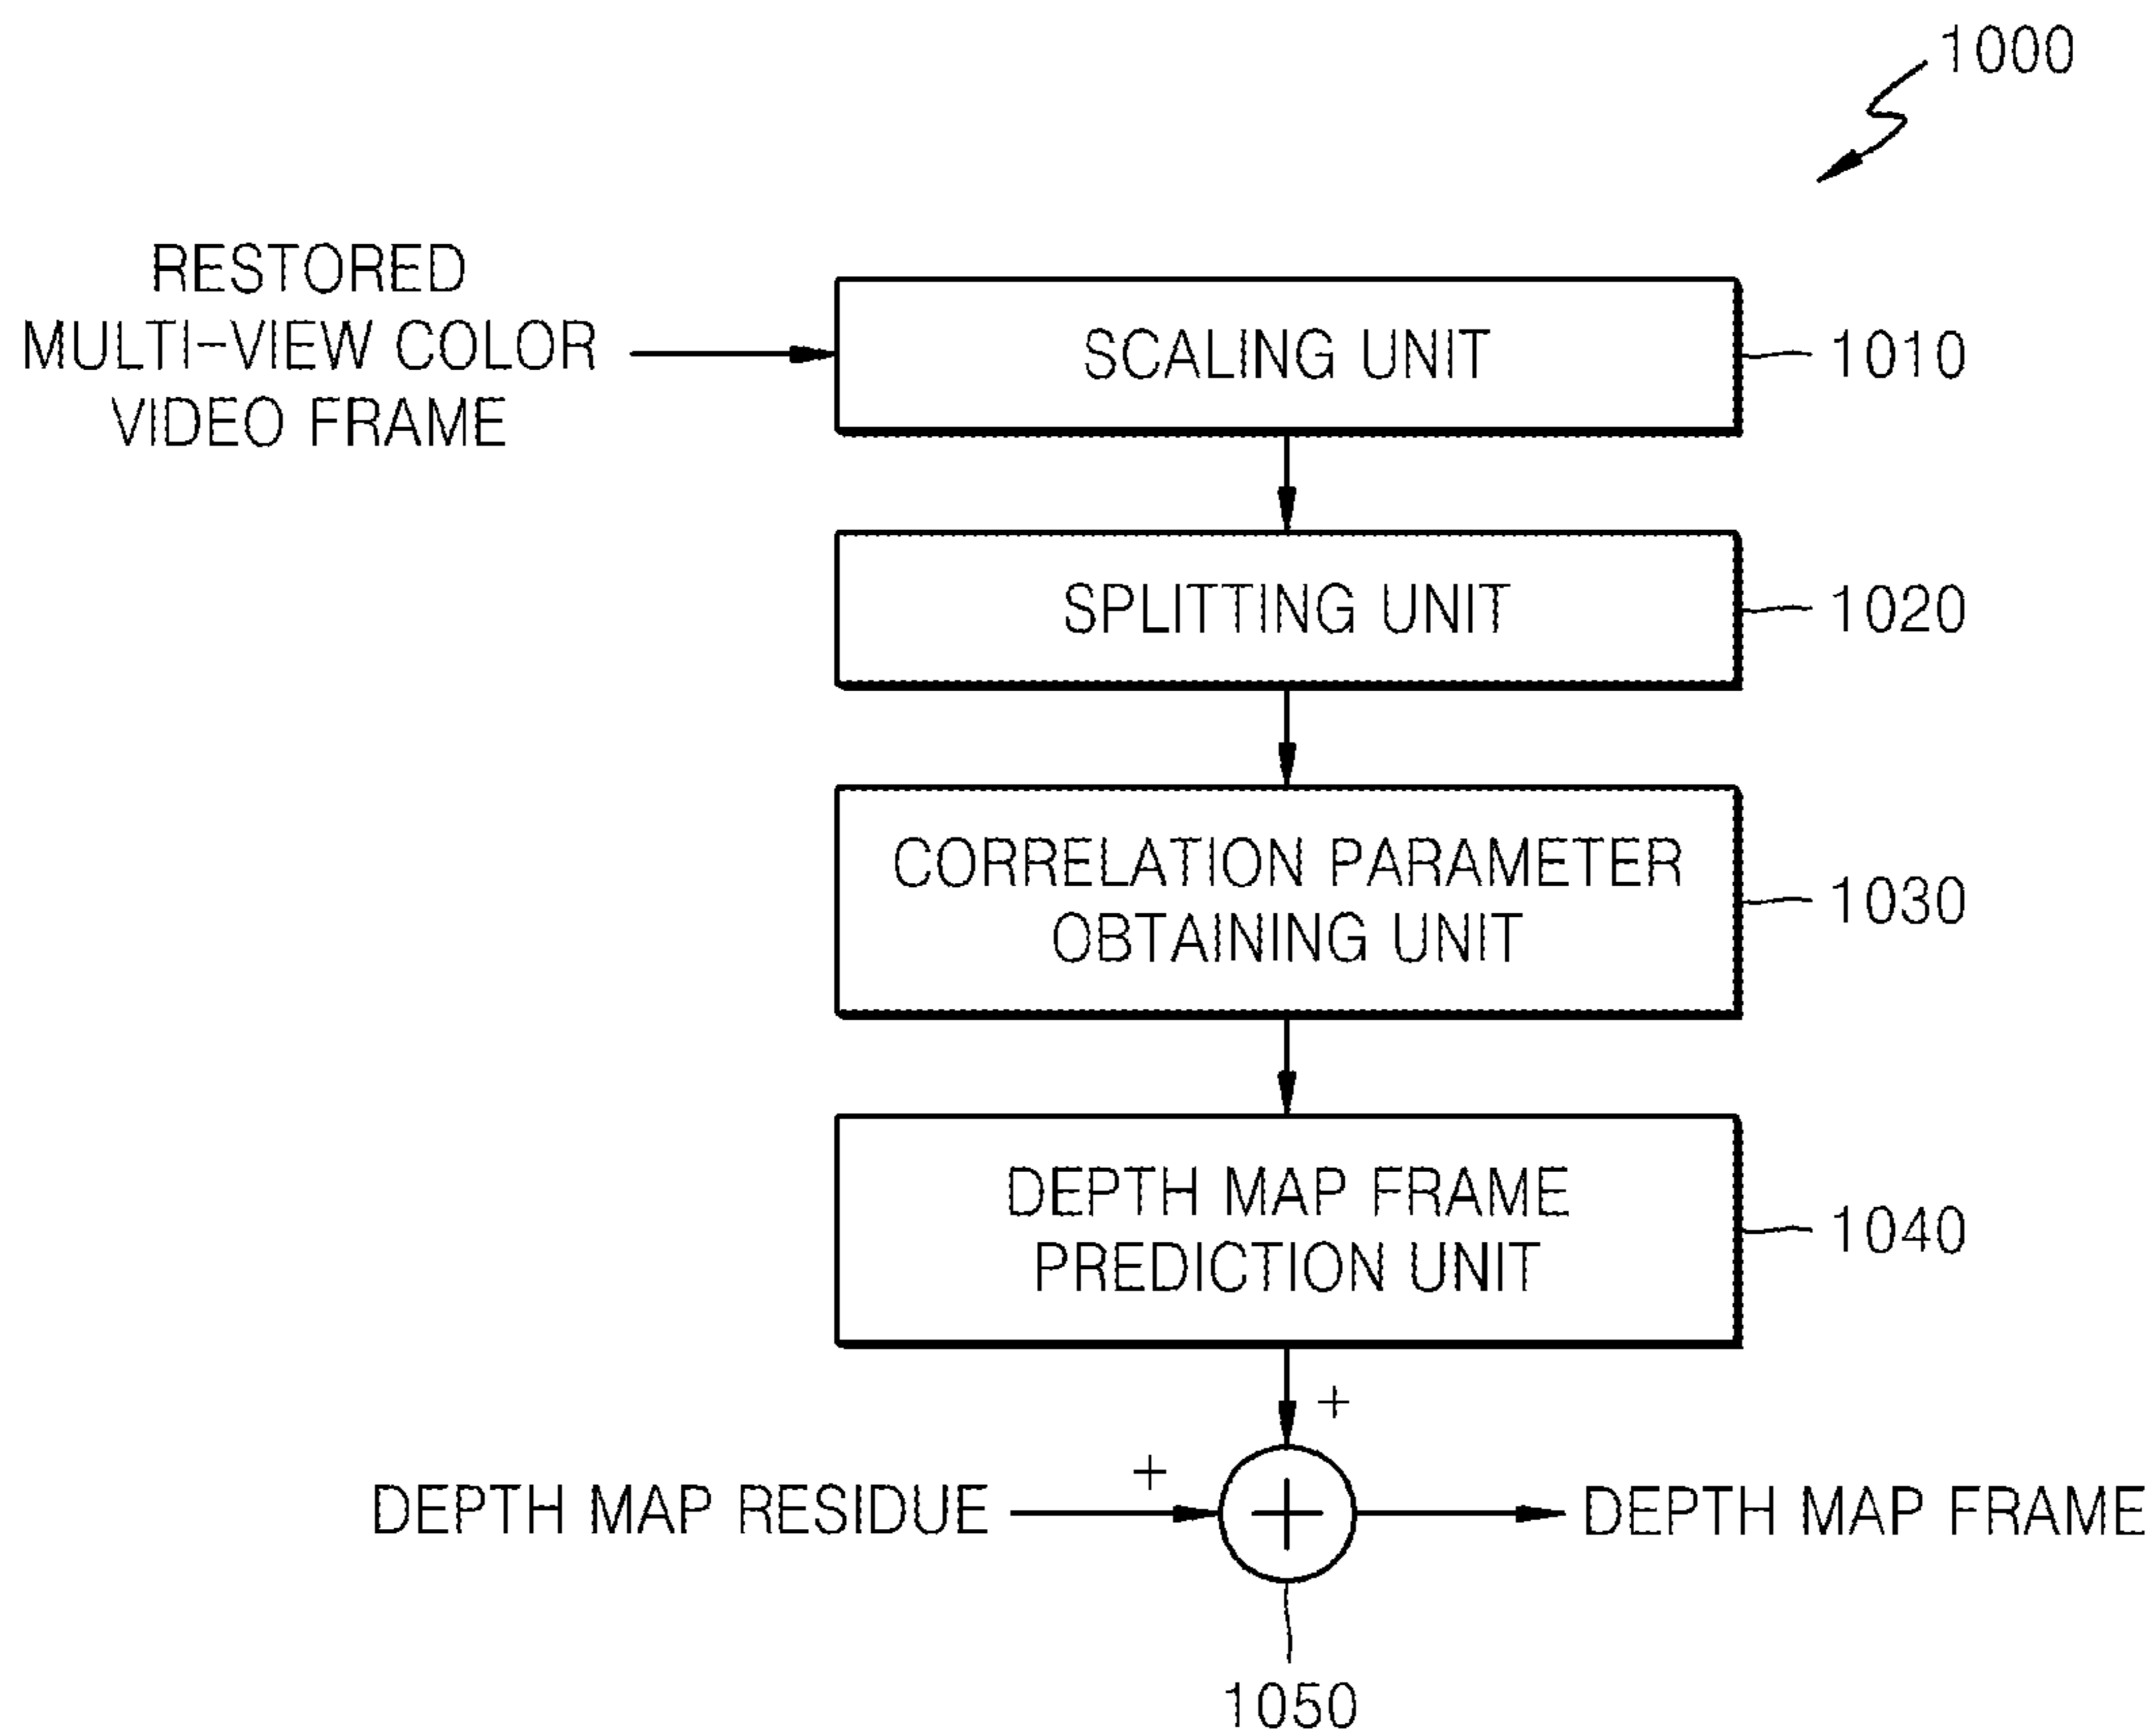 1000
RESTORED
MULTI-VIEW COLOR
VIDEO FRAME
SCALING UNIT
1010
SPLITTING UNIT
1020
CORRELATION PARAMETER
OBTAINING UNIT
1030
DEPTH MAP FRAME
PREDICTION UNIT
1040
+
+
DEPTH MAP RESIDUE
+
DEPTH MAP FRAME
1050